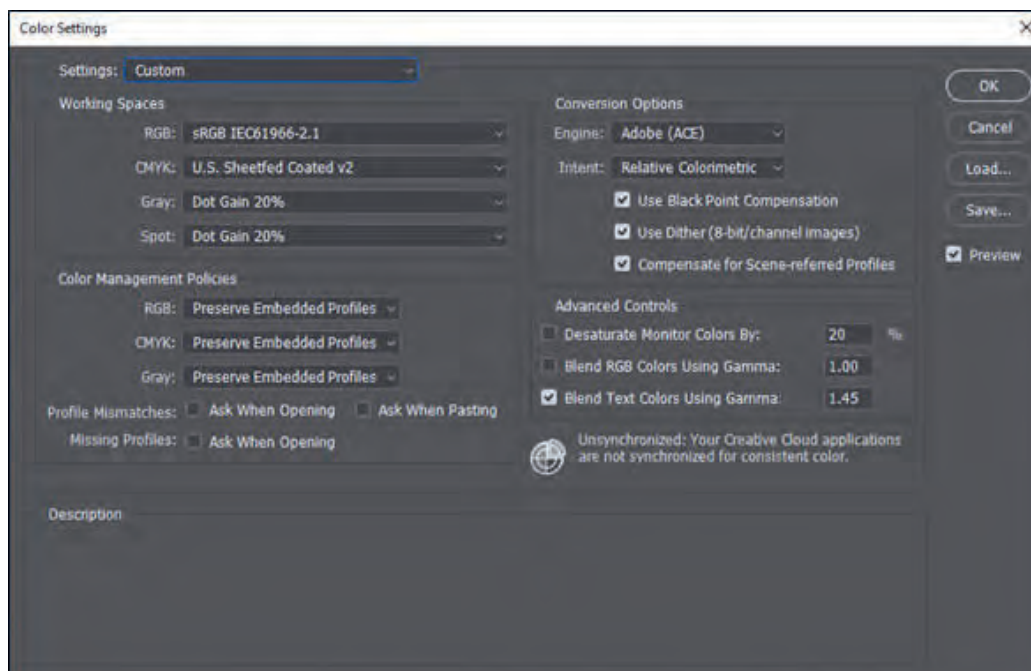 Color Settings
Settings: Custom
Working Spaces
RGB: sRGB IEC61966-2.1
CMYK: U.S. Sheetfed Coated v2
Gray: Dot Gain 20%
Spot: Dot Gain 20%
Color Management Policies
RGB: Preserve Embedded Profiles
CMYK: Preserve Embedded Profiles
Gray: Preserve Embedded Profiles
Profile Mismatches: Ask When Opening Ask When Pasting
Missing Profiles: Ask When Opening
Conversion Options
Engine: Adobe (ACE)
Intent: Relative Colorimetric
Use Black Point Compensation
Use Dither (8-bit/channel images)
Compensate for Scene-referred Profiles
Advanced Controls
Desaturate Monitor Colors By: 20 %
Blend RGB Colors Using Gamma: 1.00
Blend Text Colors Using Gamma: 1.45
Unsynchronized: Your Creative Cloud applications
are not synchronized for consistent color.
OK
Cancel
Load...
Save...
Preview
Description